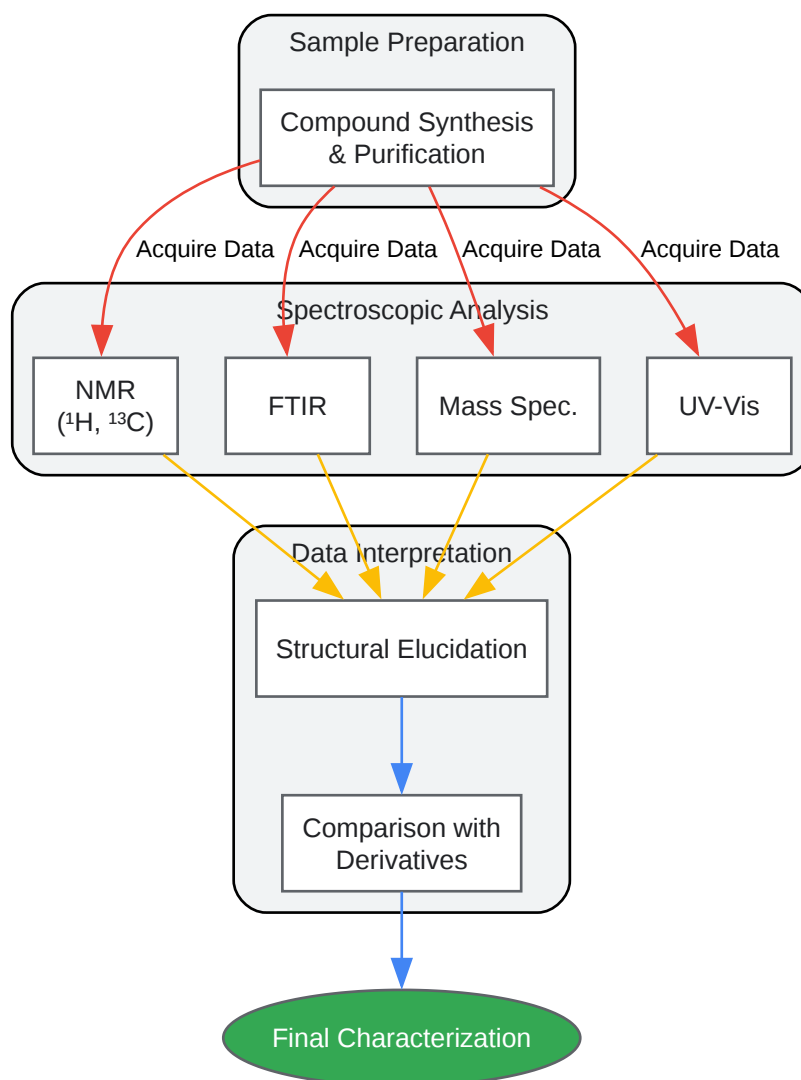 Sample Preparation
Compound Synthesis
& Purification
Acquire Data
Acquire Data
Acquire Data
Acquire Data
Spectroscopic Analysis
NMR
(¹H, ¹³C)
FTIR
Mass Spec.
UV-Vis
Data Interpretation
Structural Elucidation
Comparison with
Derivatives
Final Characterization